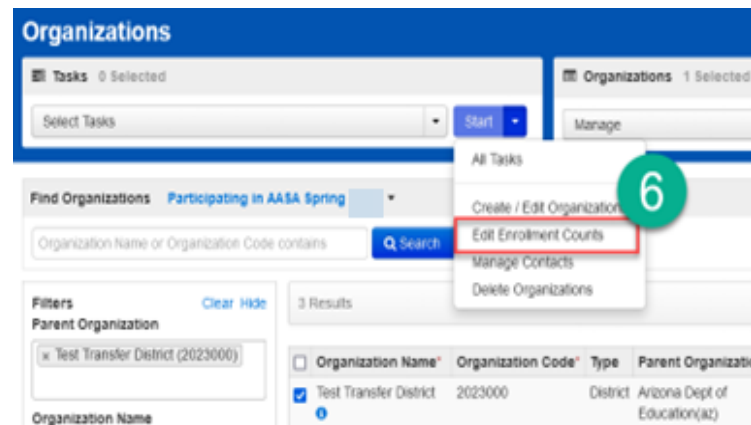 Organizations
Tasks 0 Selected
Organizations 1 Selected
Select Tasks
Start
Manage
All Tasks
Create / Edit Organization
6
Edit Enrollment Counts
Manage Contacts
Delete Organizations
Find Organizations Participating in AASA Spring
Organization Name or Organization Code contains
Search
Filters Clear Hide
3 Results
Parent Organization
× Test Transfer District (2023000)
Organization Name
Organization Name* Organization Code* Type Parent Organizati
Test Transfer District 2023000 District Arizona Dept of
Education(az)